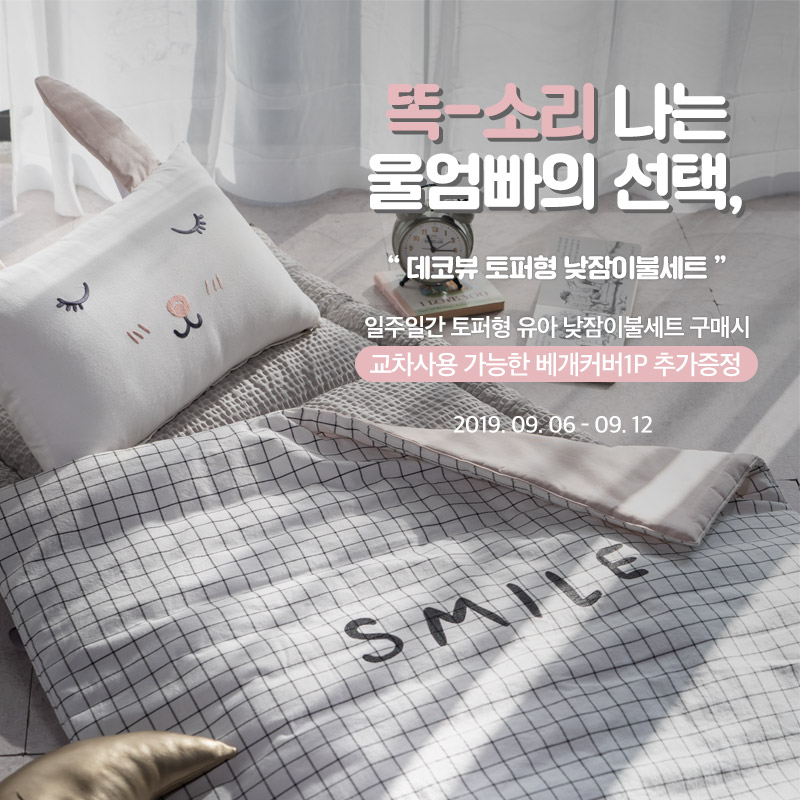 똑-소리 나는
울엄빠의 선택,
“ 데코뷰 토퍼형 낮잠이불세트 ”
일주일간 토퍼형 유아 낮잠이불세트 구매시
교차사용 가능한 베개커버1P 추가증정
2019. 09. 06 - 09. 12
SMILE